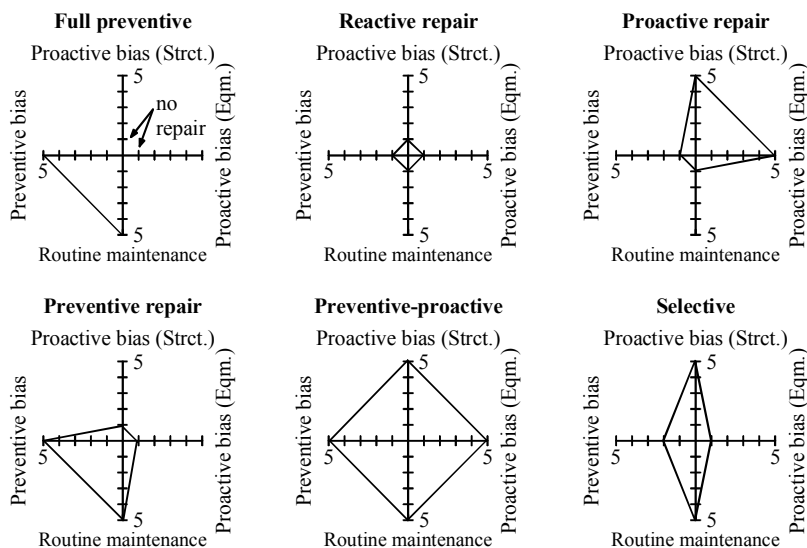 Full preventive
Proactive bias (Strct.)
5
no
repair
5
Preventive bias
Proactive bias (Eqm.)
5
Routine maintenance
Reactive repair
Proactive bias (Strct.)
5
5
Preventive bias
Proactive bias (Eqm.)
5
Routine maintenance
Proactive repair
Proactive bias (Strct.)
5
5
Preventive bias
Proactive bias (Eqm.)
5
Routine maintenance
Preventive repair
Proactive bias (Strct.)
5
5
Preventive bias
Proactive bias (Eqm.)
5
Routine maintenance
Preventive-proactive
Proactive bias (Strct.)
5
5
5
Preventive bias
Proactive bias (Eqm.)
5
Routine maintenance
Selective
Proactive bias (Strct.)
5
5
Preventive bias
Proactive bias (Eqm.)
5
Routine maintenance